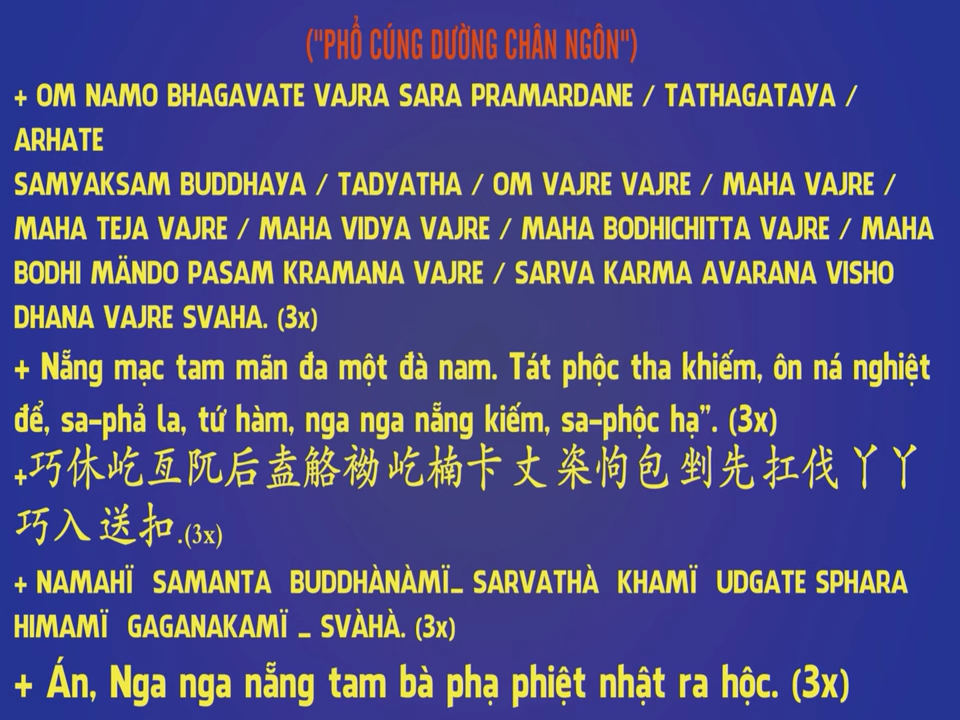 ("PHỔ CÚNG DƯỜNG CHÂN NGÔN")
+ OM NAMO BHAGAVATE VAJRA SARA PRAMARDANE / TATHAGATAYA /
ARHATE
SAMYAKSAM BUDDHAYA / TADYATHA / OM VAJRE VAJRE / MAHA VAJRE /
MAHA TEJA VAJRE / MAHA VIDYA VAJRE / MAHA BODHICHITTA VAJRE / MAHA
BODHI MÄNDO PASAM KRAMANA VAJRE / SARVA KARMA AVARANA VISHO
DHANA VAJRE SVAHA. (3x)
+ Nẵng mạc tam mãn đa một đà nam. Tát phộc tha khiếm, ôn ná nghiệt
để, sa-phả la, tứ hàm, nga nga nẵng kiếm, sa-phộc hạ”. (3x)
+巧休屹亙阢后盍觡袎屹楠卡丈栥怐包剉先扛伐丫丫
巧入送扣.(3x)
+ NAMAHÏ SAMANTA BUDDHÀNÀMÏ_ SARVATHÀ KHAMÏ UDGATE SPHARA
HIMAMÏ GAGANAKAMÏ _ SVÀHÀ. (3x)
+ Án, Nga nga nẵng tam bà phạ phiệt nhật ra hộc. (3x)